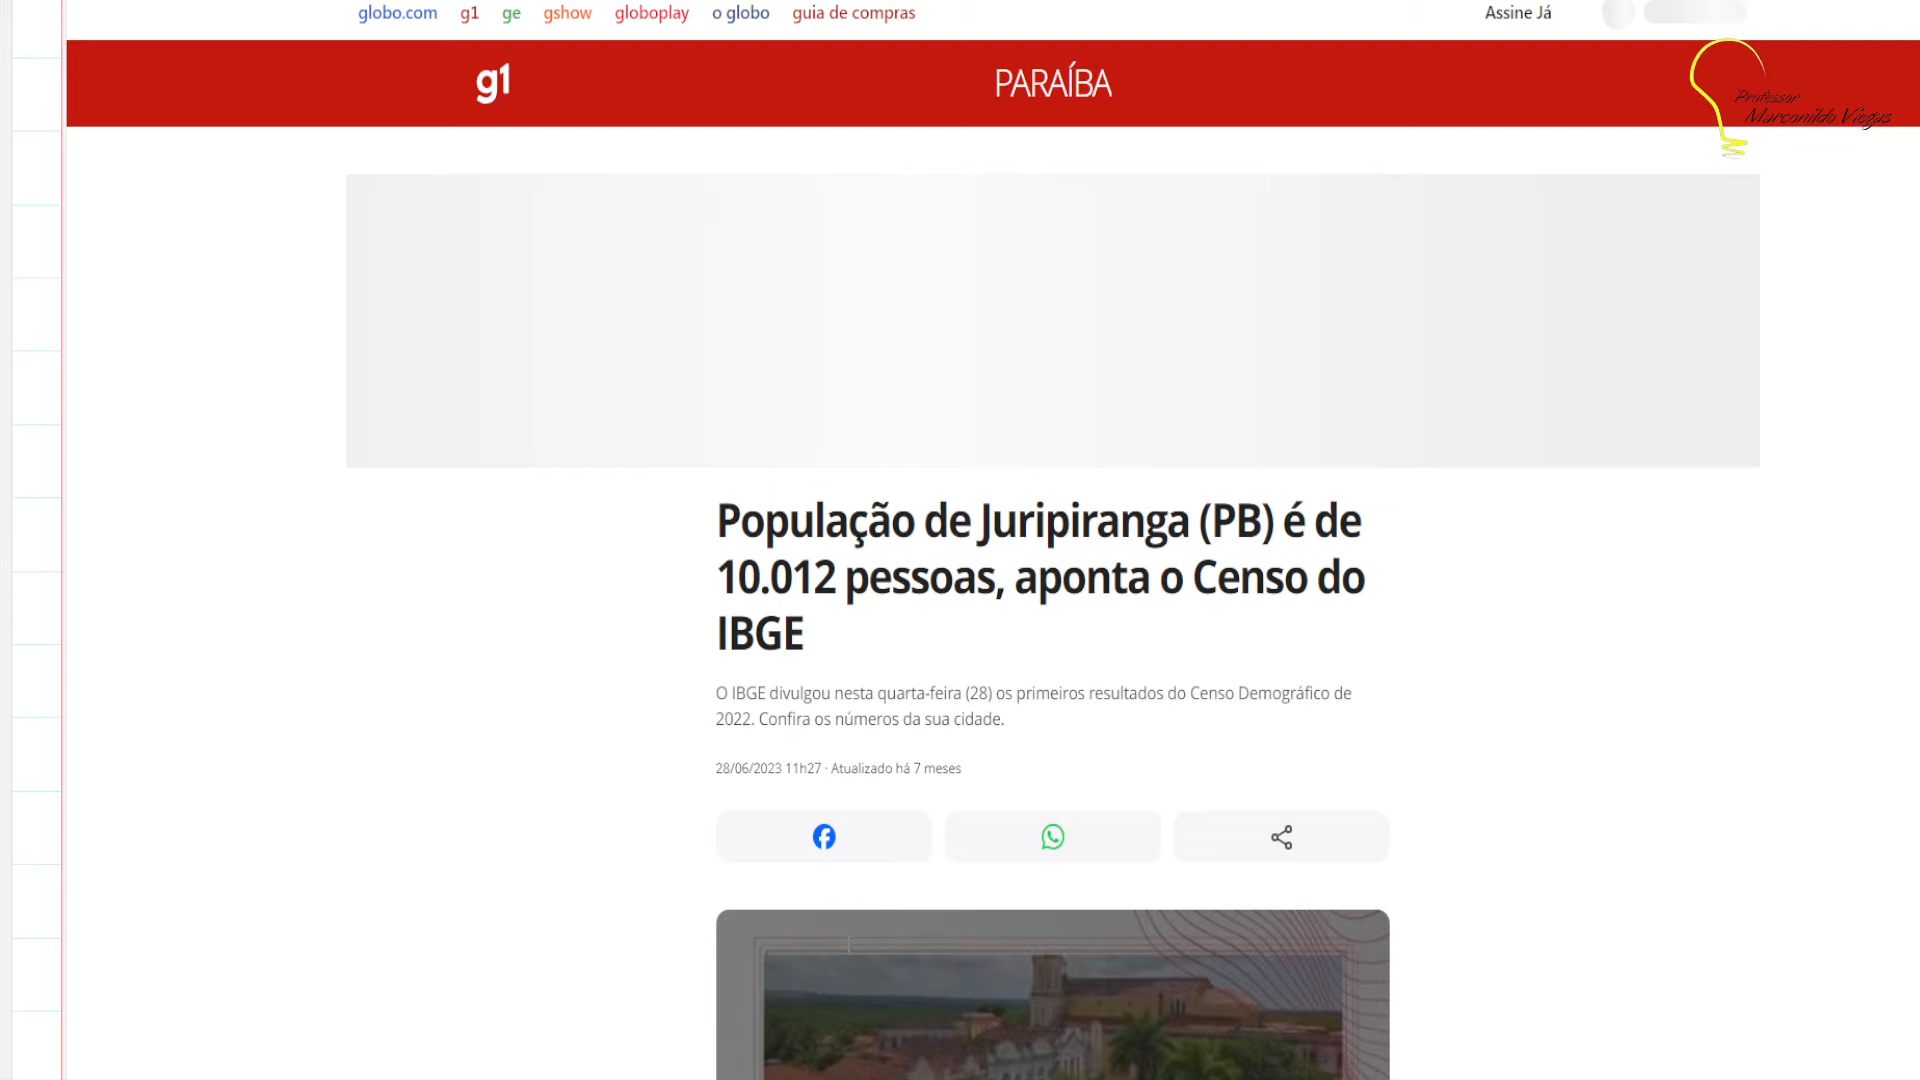 globo.com g1 ge gshow globoplay o globo guia de compras Assine Já
g1 PARAÍBA
Professor
Marconildo Viegas
População de Juripiranga (PB) é de
10.012 pessoas, aponta o Censo do
IBGE
O IBGE divulgou nesta quarta-feira (28) os primeiros resultados do Censo Demográfico de
2022. Confira os números da sua cidade.
28/06/2023 11h27 · Atualizado há 7 meses